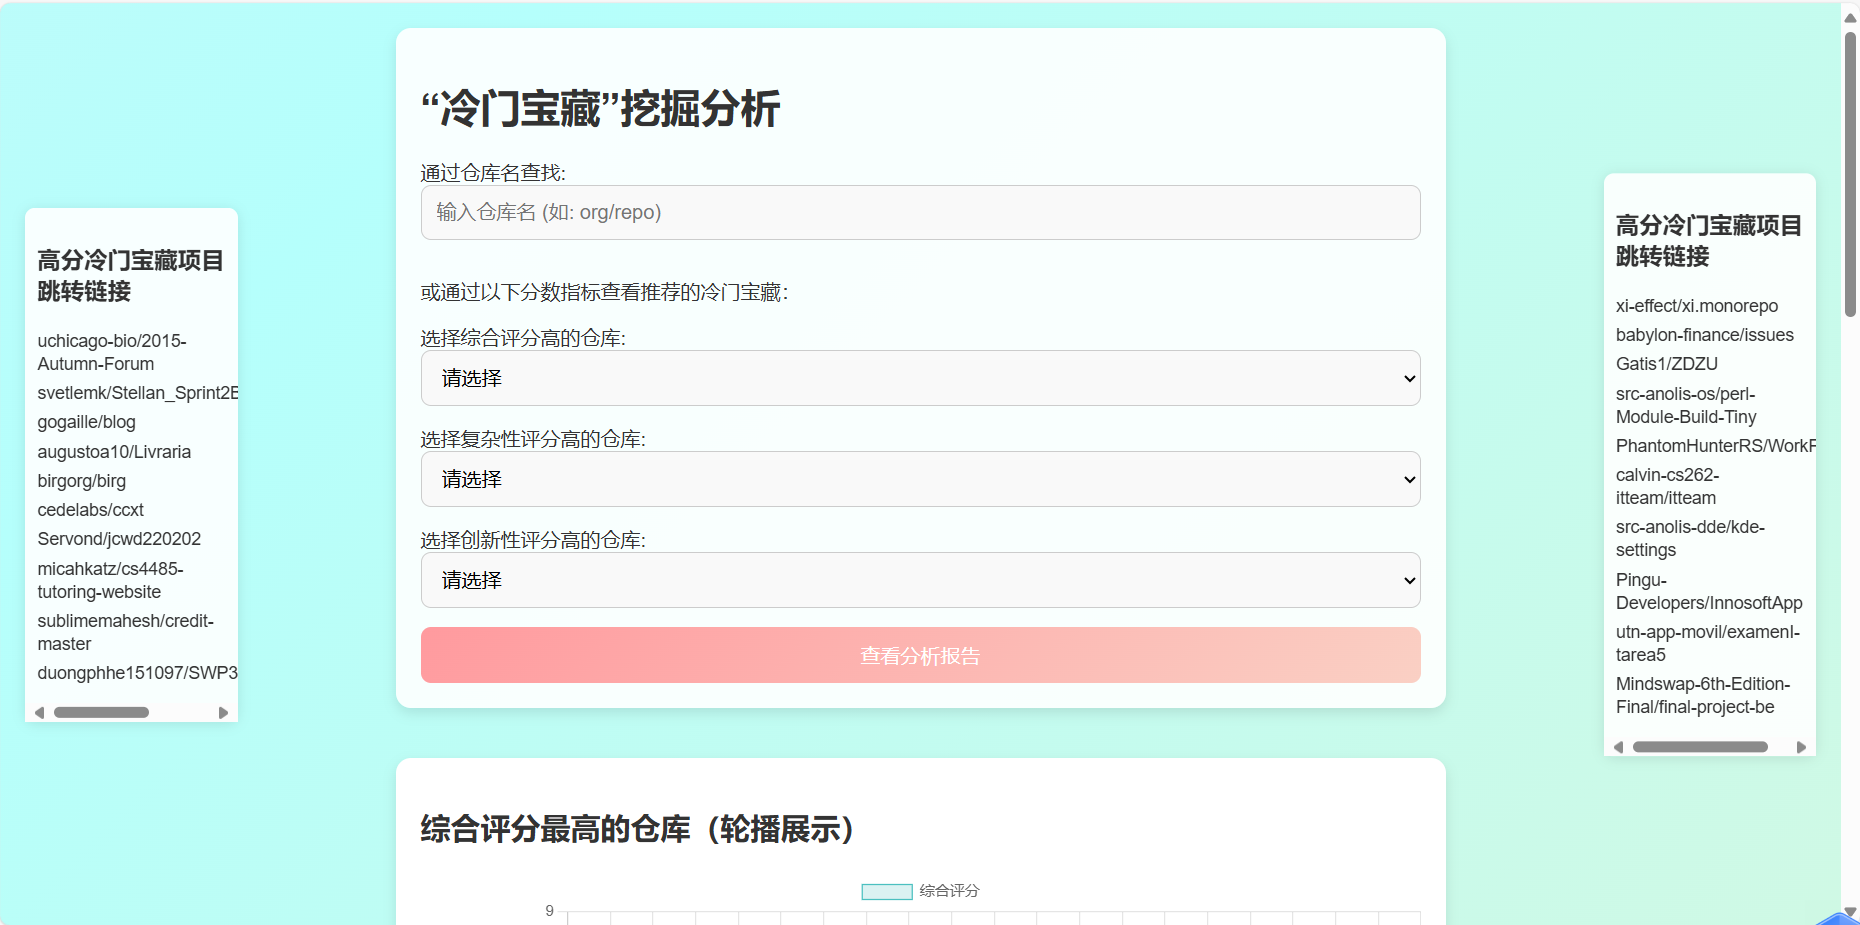 “冷门宝藏”挖掘分析
通过仓库名查找:
输入仓库名 (如: org/repo)
或通过以下分数指标查看推荐的冷门宝藏：
选择综合评分高的仓库:
请选择
选择复杂性评分高的仓库:
请选择
选择创新性评分高的仓库:
请选择
查看分析报告
高分冷门宝藏项目
跳转链接
uchicago-bio/2015-
Autumn-Forum
svetlemk/Stellan_Sprint2E
gogaille/blog
augustoa10/Livraria
birgorg/birg
cedelabs/ccxt
Servond/jcwd220202
micahkatz/cs4485-
tutoring-website
sublimemahesh/credit-
master
duongphhe151097/SWP3
高分冷门宝藏项目
跳转链接
xi-effect/xi.monorepo
babylon-finance/issues
Gatis1/ZDZU
src-anolis-os/perl-
Module-Build-Tiny
PhantomHunterRS/WorkF
calvin-cs262-
itteam/itteam
src-anolis-dde/kde-
settings
Pingu-
Developers/InnosoftApp
utn-app-movil/examenI-
tarea5
Mindswap-6th-Edition-
Final/final-project-be
综合评分最高的仓库（轮播展示）
综合评分
9